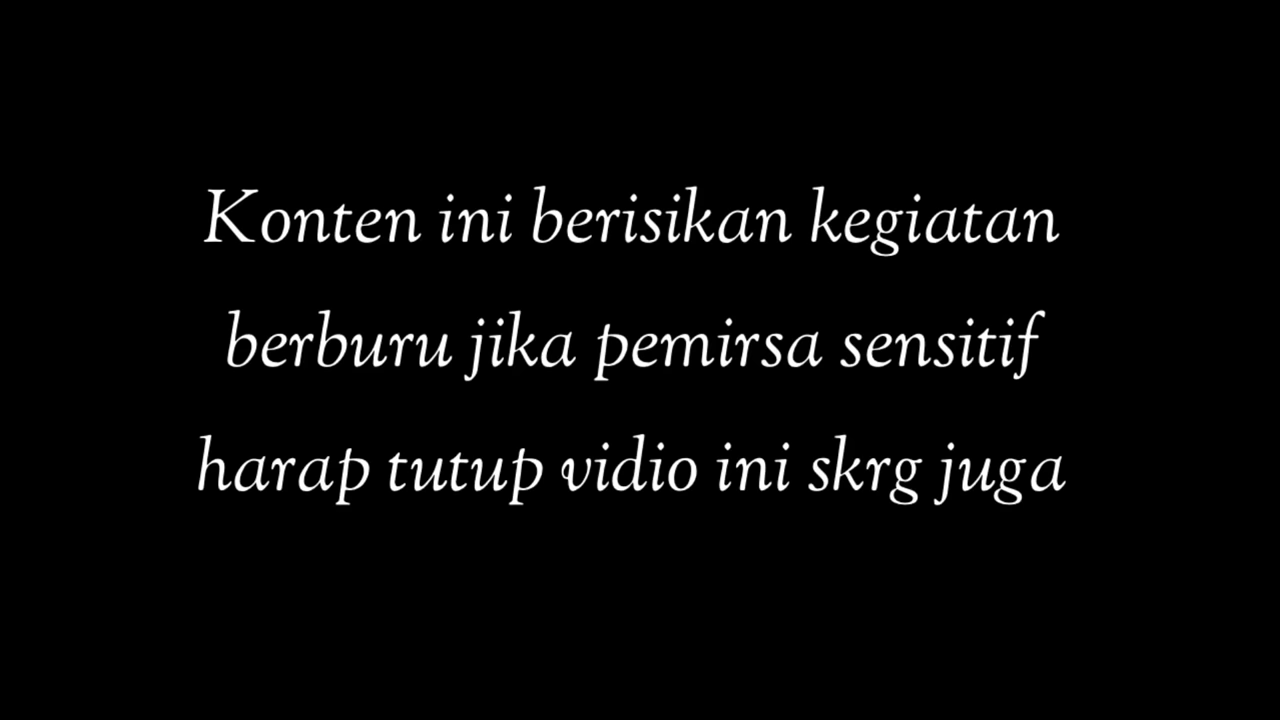 Konten ini berisikan kegiatan
berburu jika pemirsa sensitif
harap tutup vidio ini skrg juga